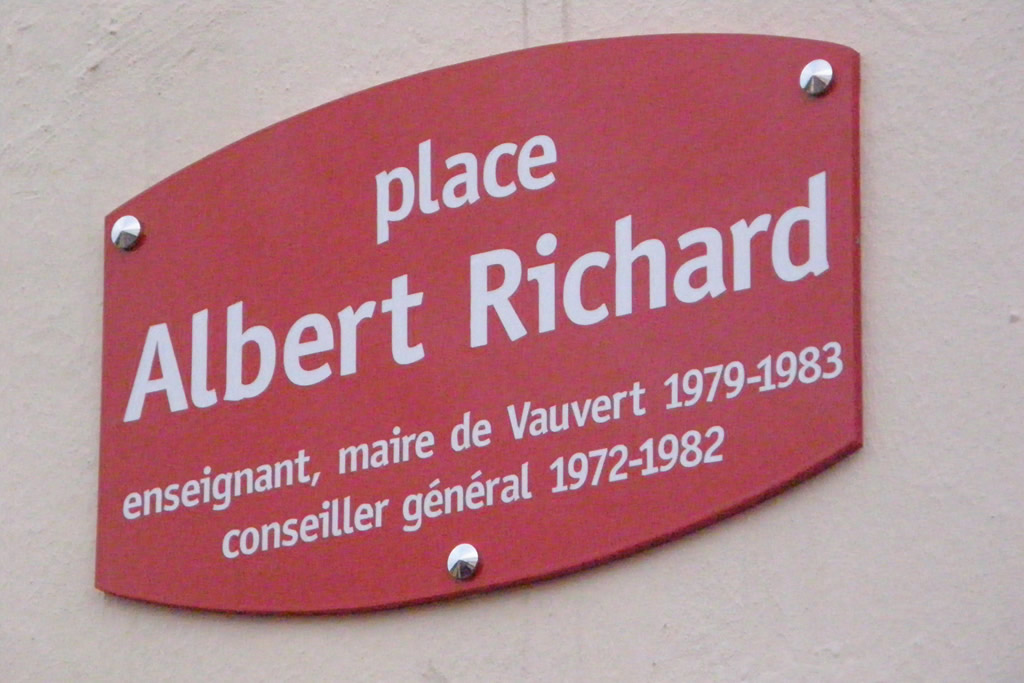 place
Albert Richard
enseignant, maire de Vauvert 1979-1983
conseiller général 1972-1982